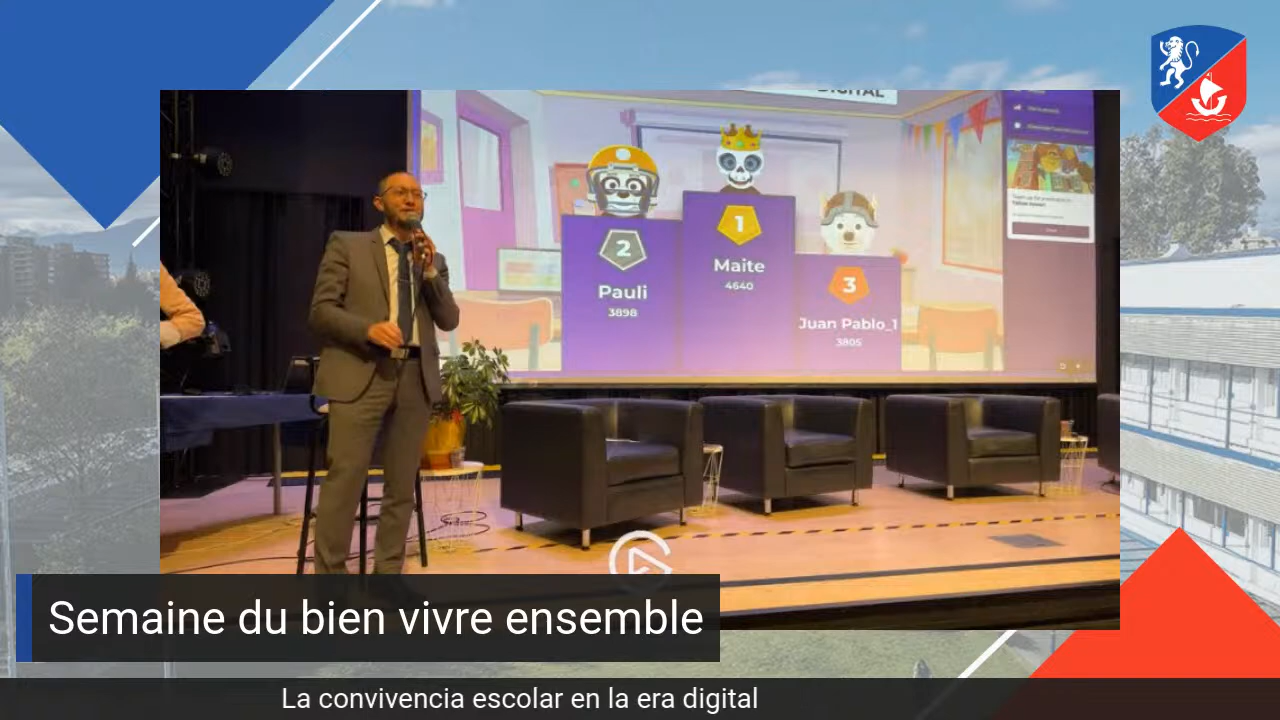 DIGITAL
1
2
Maite
4640
Pauli
3898
3
Juan Pablo_1
3805
Semaine du bien vivre ensemble
La convivencia escolar en la era digital